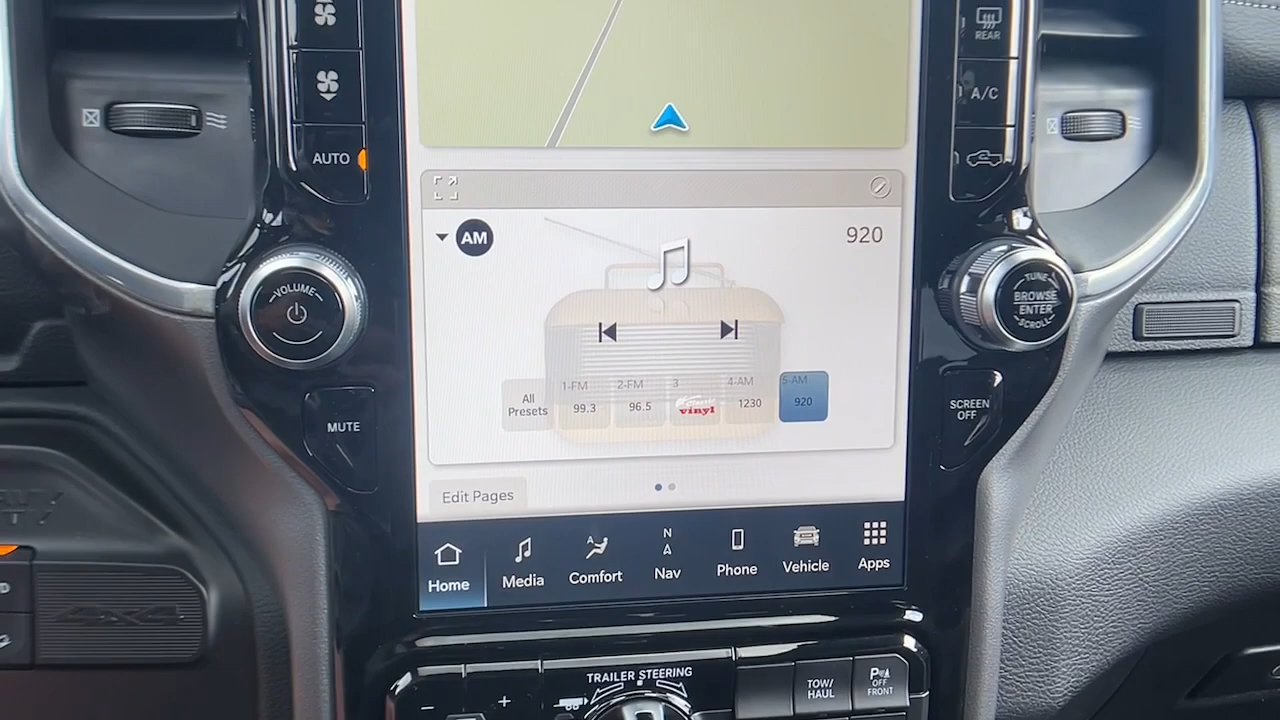 REAR
A/C
AUTO
AM
920
VOLUME
TUNE
BROWSE
ENTER
SCROLL
1-FM
2-FM
3
4-AM
5-AM
All
Presets
99.3
96.5
Classic
vinyl
1230
920
MUTE
SCREEN
OFF
Edit Pages
A
N
Home
Media
Comfort
Nav
Phone
Vehicle
Apps
4x4
TRAILER STEERING
- +
TOW/
HAUL
P
OFF
FRONT